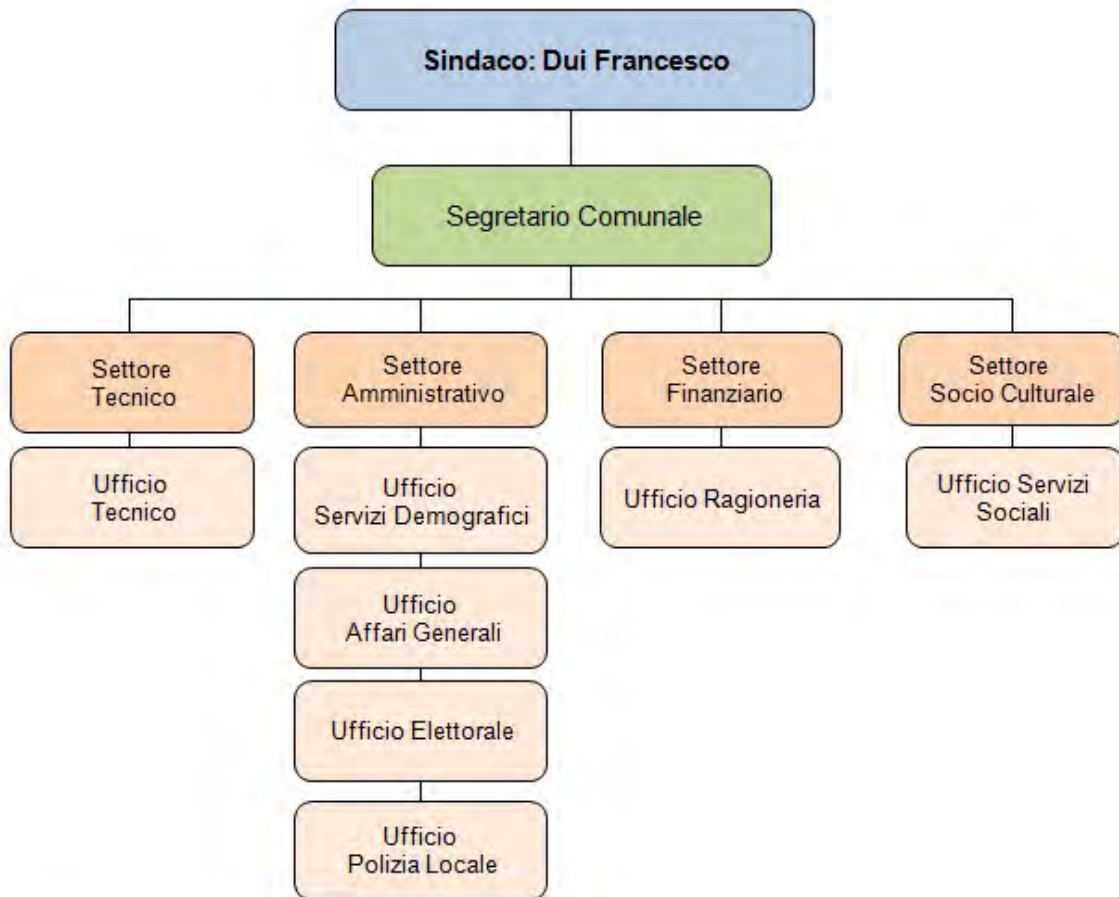 Sindaco: Dui Francesco
Segretario Comunale
Settore
Tecnico
Settore
Amministrativo
Settore
Finanziario
Settore
Socio Culturale
Ufficio
Tecnico
Ufficio
Servizi Demografici
Ufficio Ragioneria
Ufficio Servizi
Sociali
Ufficio
Affari Generali
Ufficio Elettorale
Ufficio
Polizia Locale